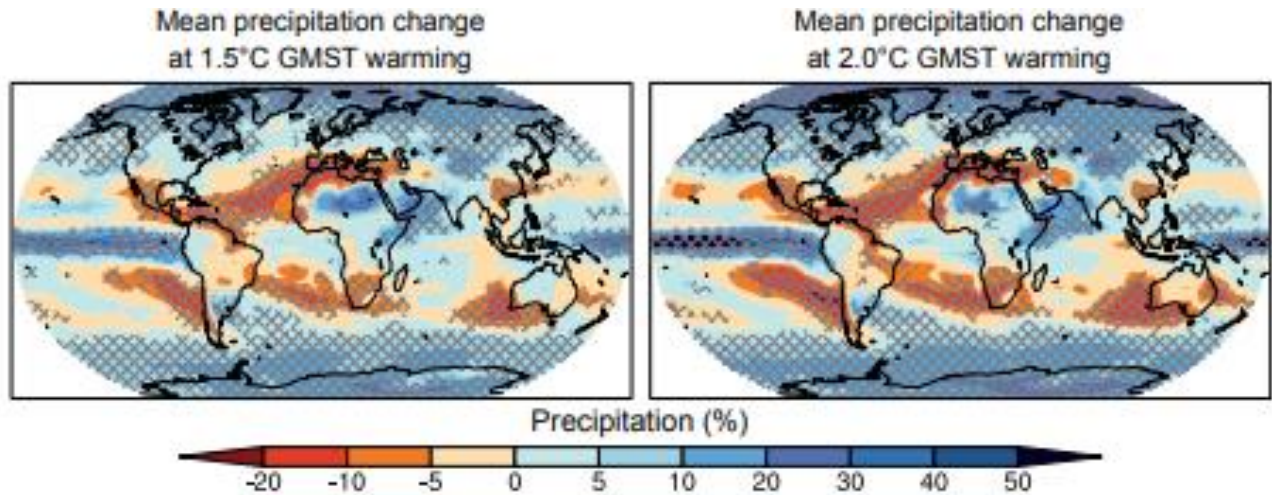 Mean precipitation change
at 1.5°C GMST warming
Mean precipitation change
at 2.0°C GMST warming
Precipitation (%)
-20 -10 -5 0 5 10 20 30 40 50